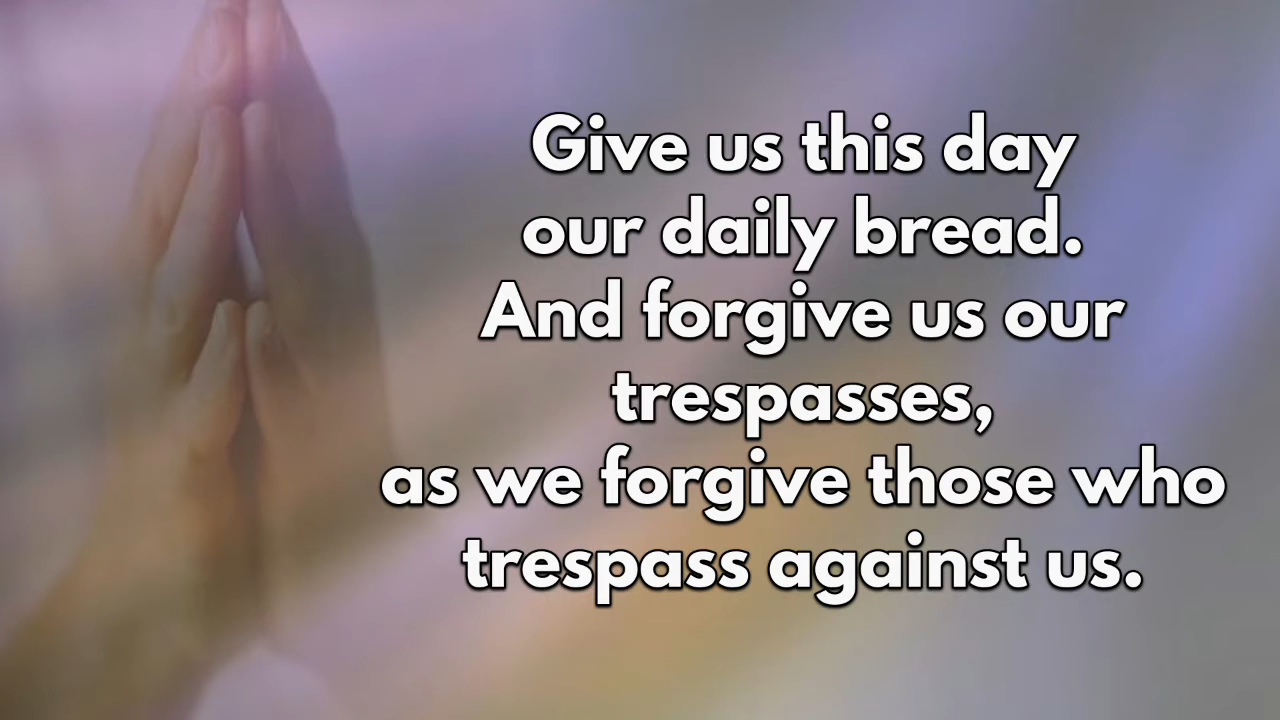 Give us this day
our daily bread.
And forgive us our
trespasses,
as we forgive those who
trespass against us.